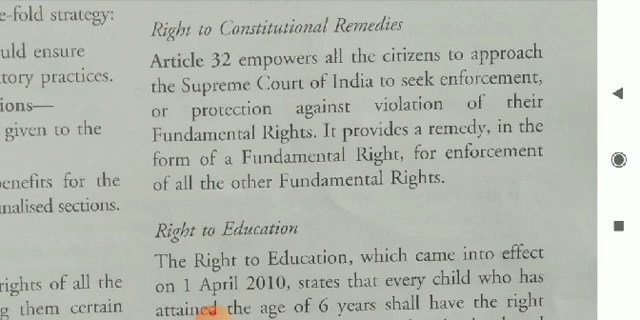 e-fold strategy:
uld ensure
tory practices.
ions—
given to the
enefits for the
nalised sections.
rights of all the
g them certain
Right to Constitutional Remedies
Article 32 empowers all the citizens to approach
the Supreme Court of India to seek enforcement,
or protection against violation of their
Fundamental Rights. It provides a remedy, in the
form of a Fundamental Right, for enforcement
of all the other Fundamental Rights.
Right to Education
The Right to Education, which came into effect
on 1 April 2010, states that every child who has
attained the age of 6 years shall have the right